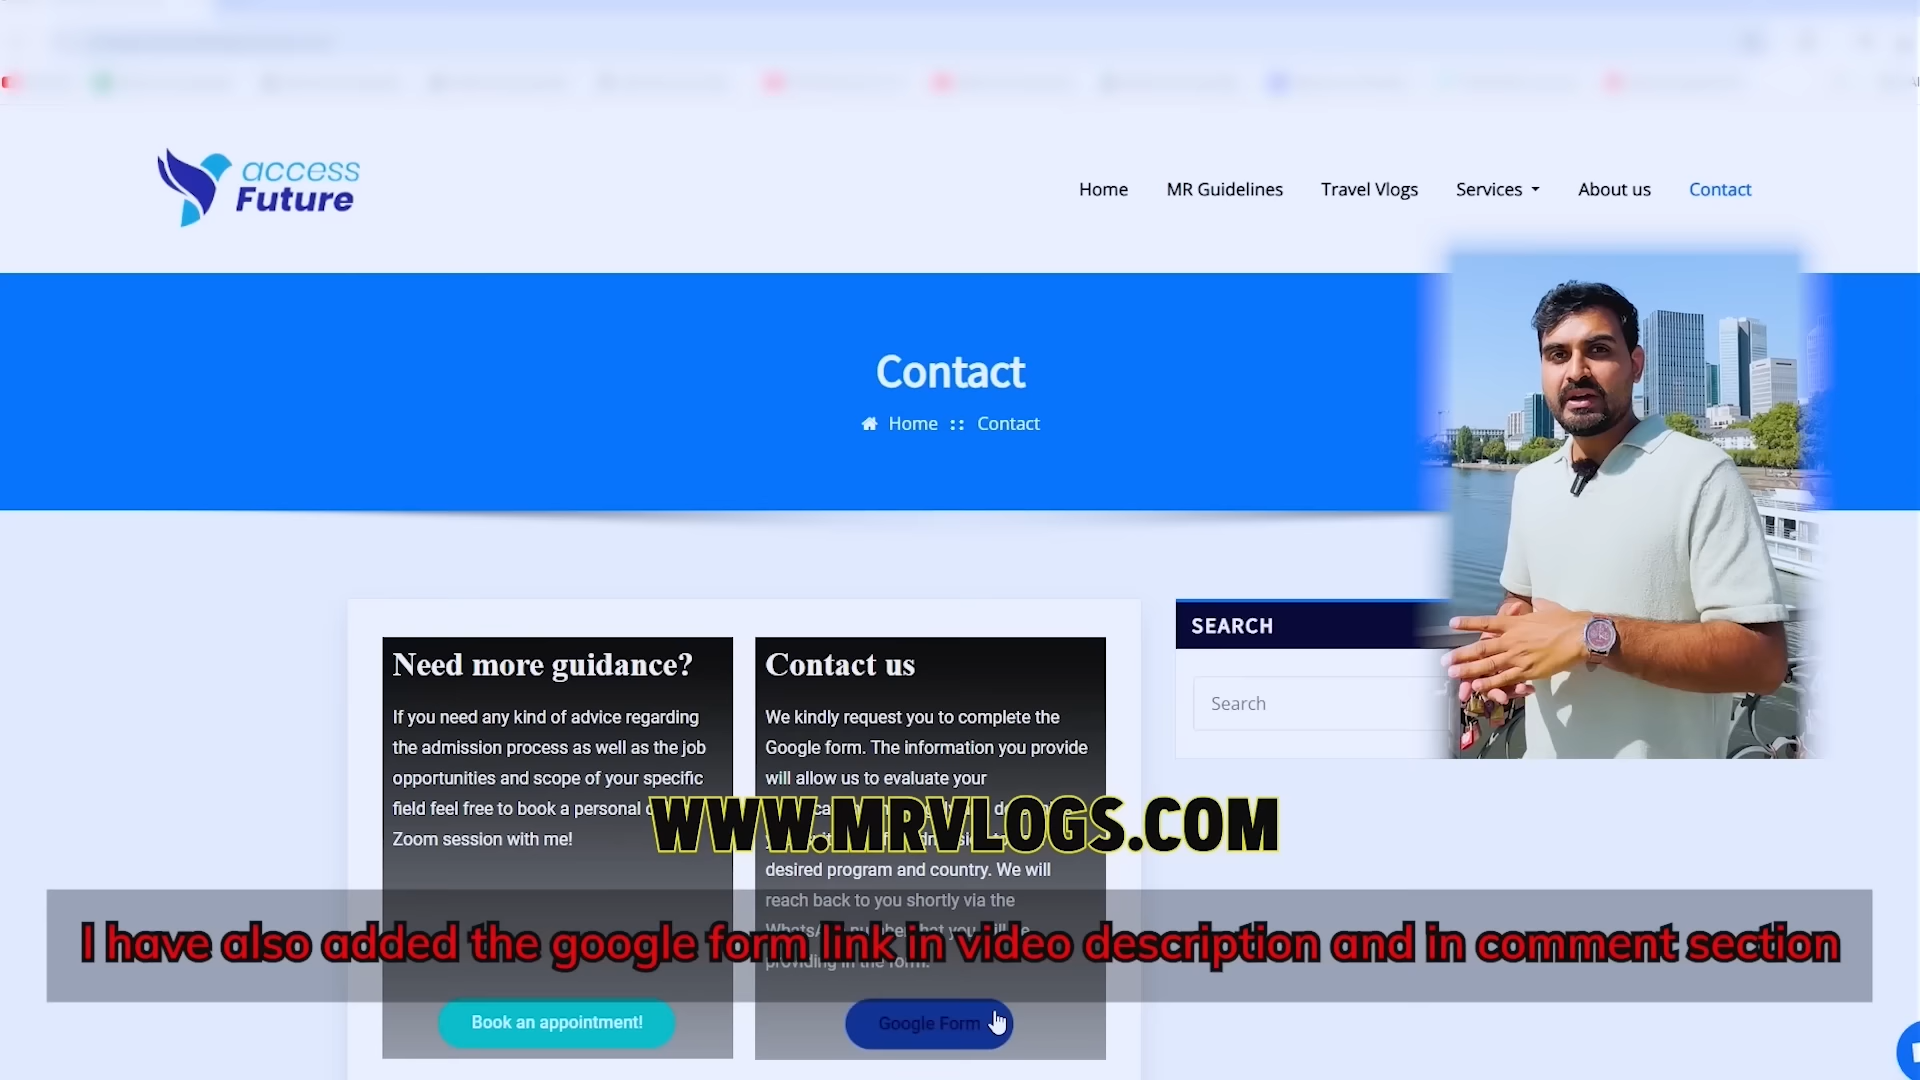 access
Future
Home
MR Guidelines
Travel Vlogs
Services
About us
Contact
Contact
Home :: Contact
Need more guidance?
If you need any kind of advice regarding
the admission process as well as the job
opportunities and scope of your specific
field feel free to book a personal
Zoom session with me!
Book an appointment!
Contact us
We kindly request you to complete the
Google form. The information you provide
will allow us to evaluate your
desired program and country. We will
reach back to you shortly via the
providing in the form.
Google Form
SEARCH
Search
WWW.MRVLOGS.COM
I have also added the google form link in video description and in comment section